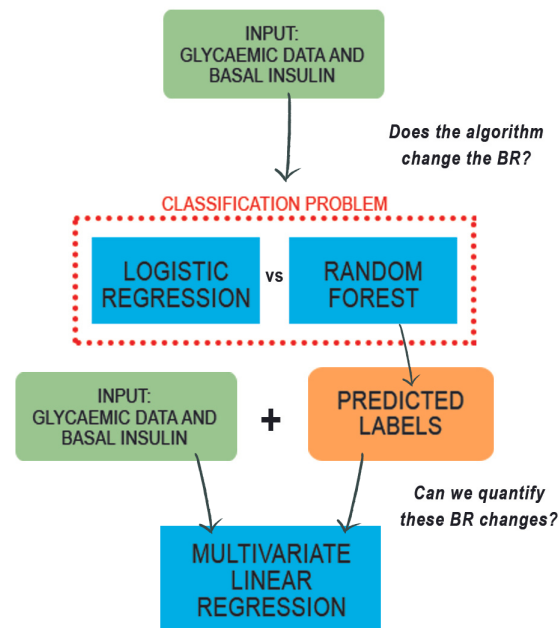 INPUT:
GLYCAEMIC DATA AND
BASAL INSULIN
Does the algorithm
change the BR?
CLASSIFICATION PROBLEM
LOGISTIC
REGRESSION
vs
RANDOM
FOREST
INPUT:
GLYCAEMIC DATA AND
BASAL INSULIN
+
PREDICTED
LABELS
Can we quantify
these BR changes?
MULTIVARIATE
LINEAR
REGRESSION